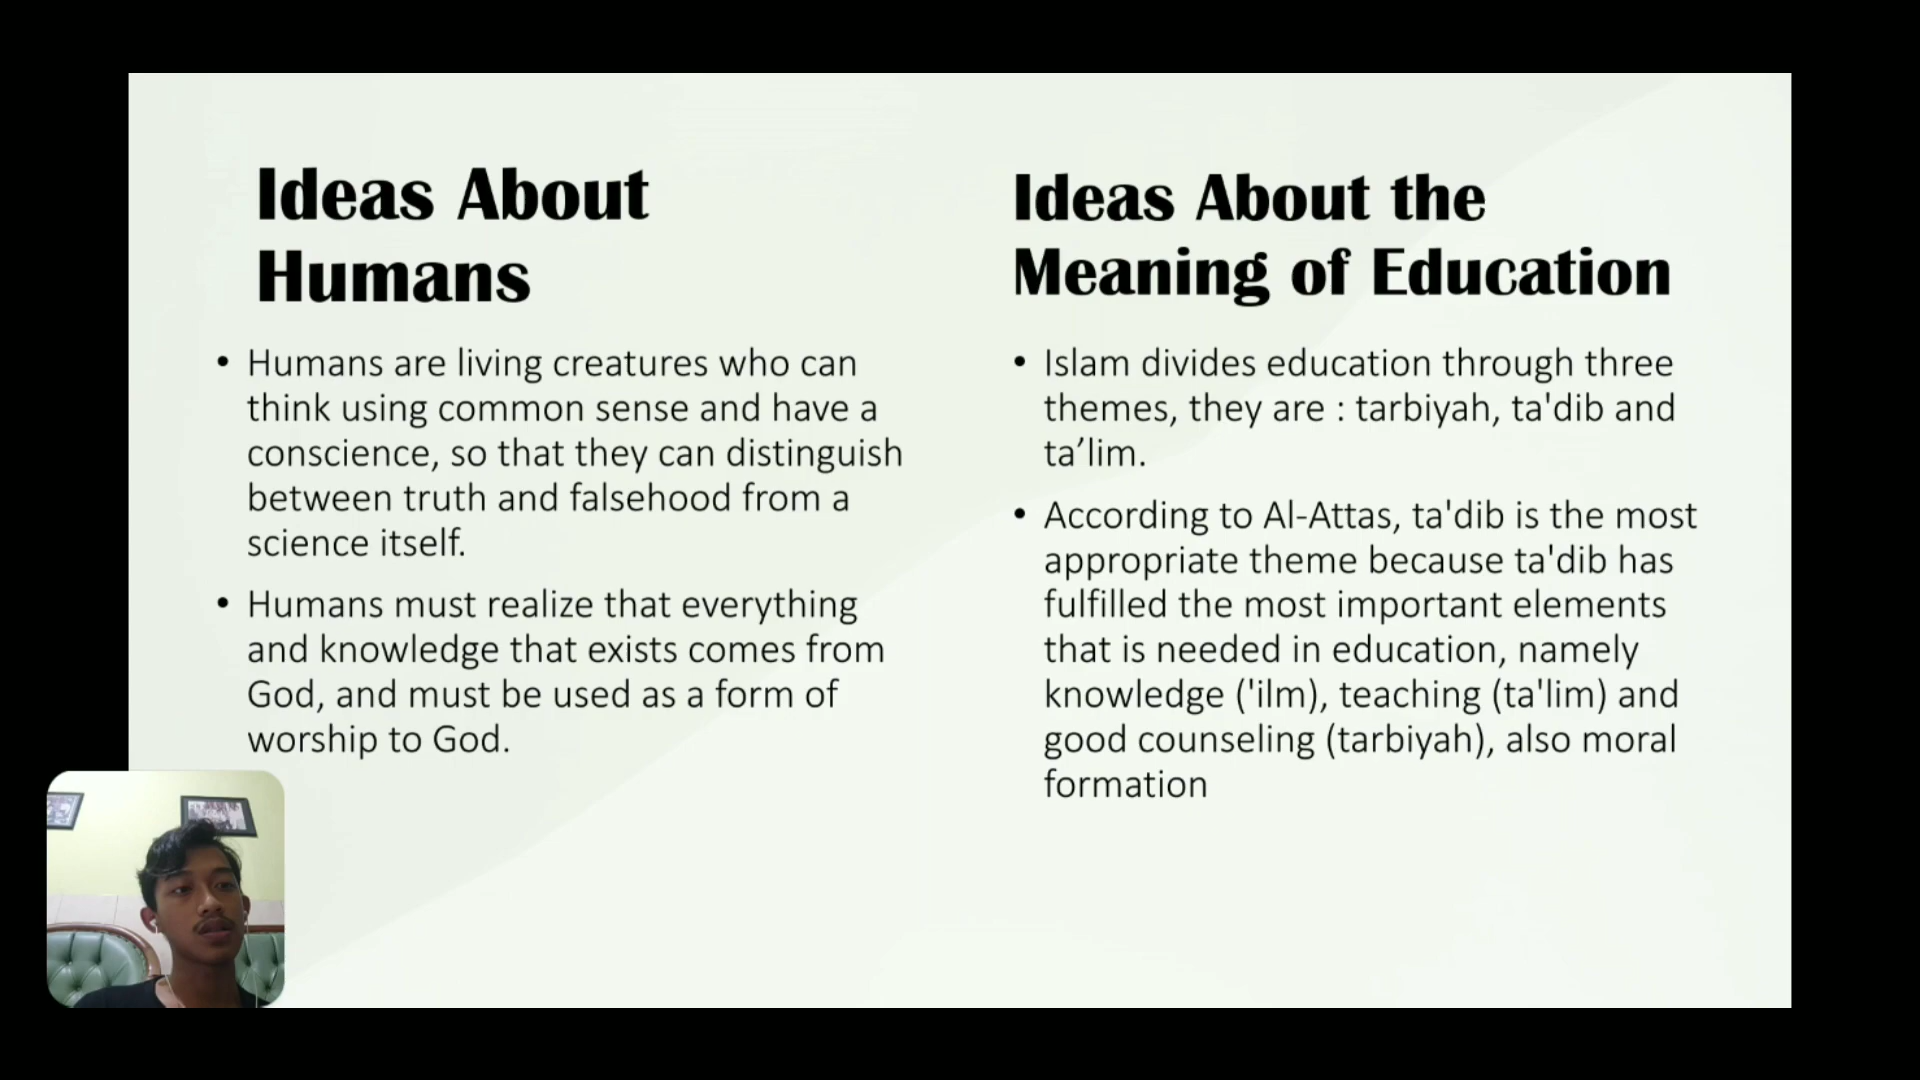 Ideas About
Humans
• Humans are living creatures who can
think using common sense and have a
conscience, so that they can distinguish
between truth and falsehood from a
science itself.
• Humans must realize that everything
and knowledge that exists comes from
God, and must be used as a form of
worship to God.
Ideas About the
Meaning of Education
• Islam divides education through three
themes, they are : tarbiyah, ta'dib and
ta’lim.
• According to Al-Attas, ta'dib is the most
appropriate theme because ta'dib has
fulfilled the most important elements
that is needed in education, namely
knowledge ('ilm), teaching (ta'lim) and
good counseling (tarbiyah), also moral
formation